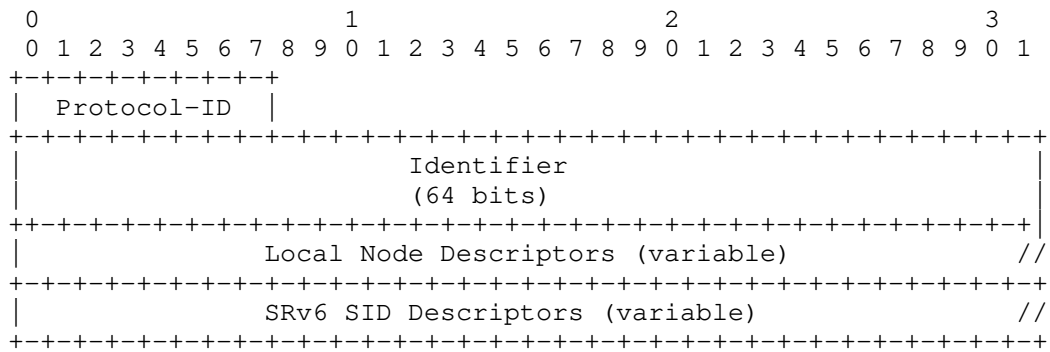 0                   1                   2                   3
 0 1 2 3 4 5 6 7 8 9 0 1 2 3 4 5 6 7 8 9 0 1 2 3 4 5 6 7 8 9 0 1
+-+-+-+-+-+-+-+-+
|  Protocol-ID  |
+-+-+-+-+-+-+-+-+-+-+-+-+-+-+-+-+-+-+-+-+-+-+-+-+-+-+-+-+-+-+-+-+
|                        Identifier                             |
|                        (64 bits)                              |
++-+-+-+-+-+-+-+-+-+-+-+-+-+-+-+-+-+-+-+-+-+-+-+-+-+-+-+-+-+-+-+|
|               Local Node Descriptors (variable)              //
+-+-+-+-+-+-+-+-+-+-+-+-+-+-+-+-+-+-+-+-+-+-+-+-+-+-+-+-+-+-+-+-+
|               SRv6 SID Descriptors (variable)                //
+-+-+-+-+-+-+-+-+-+-+-+-+-+-+-+-+-+-+-+-+-+-+-+-+-+-+-+-+-+-+-+-+